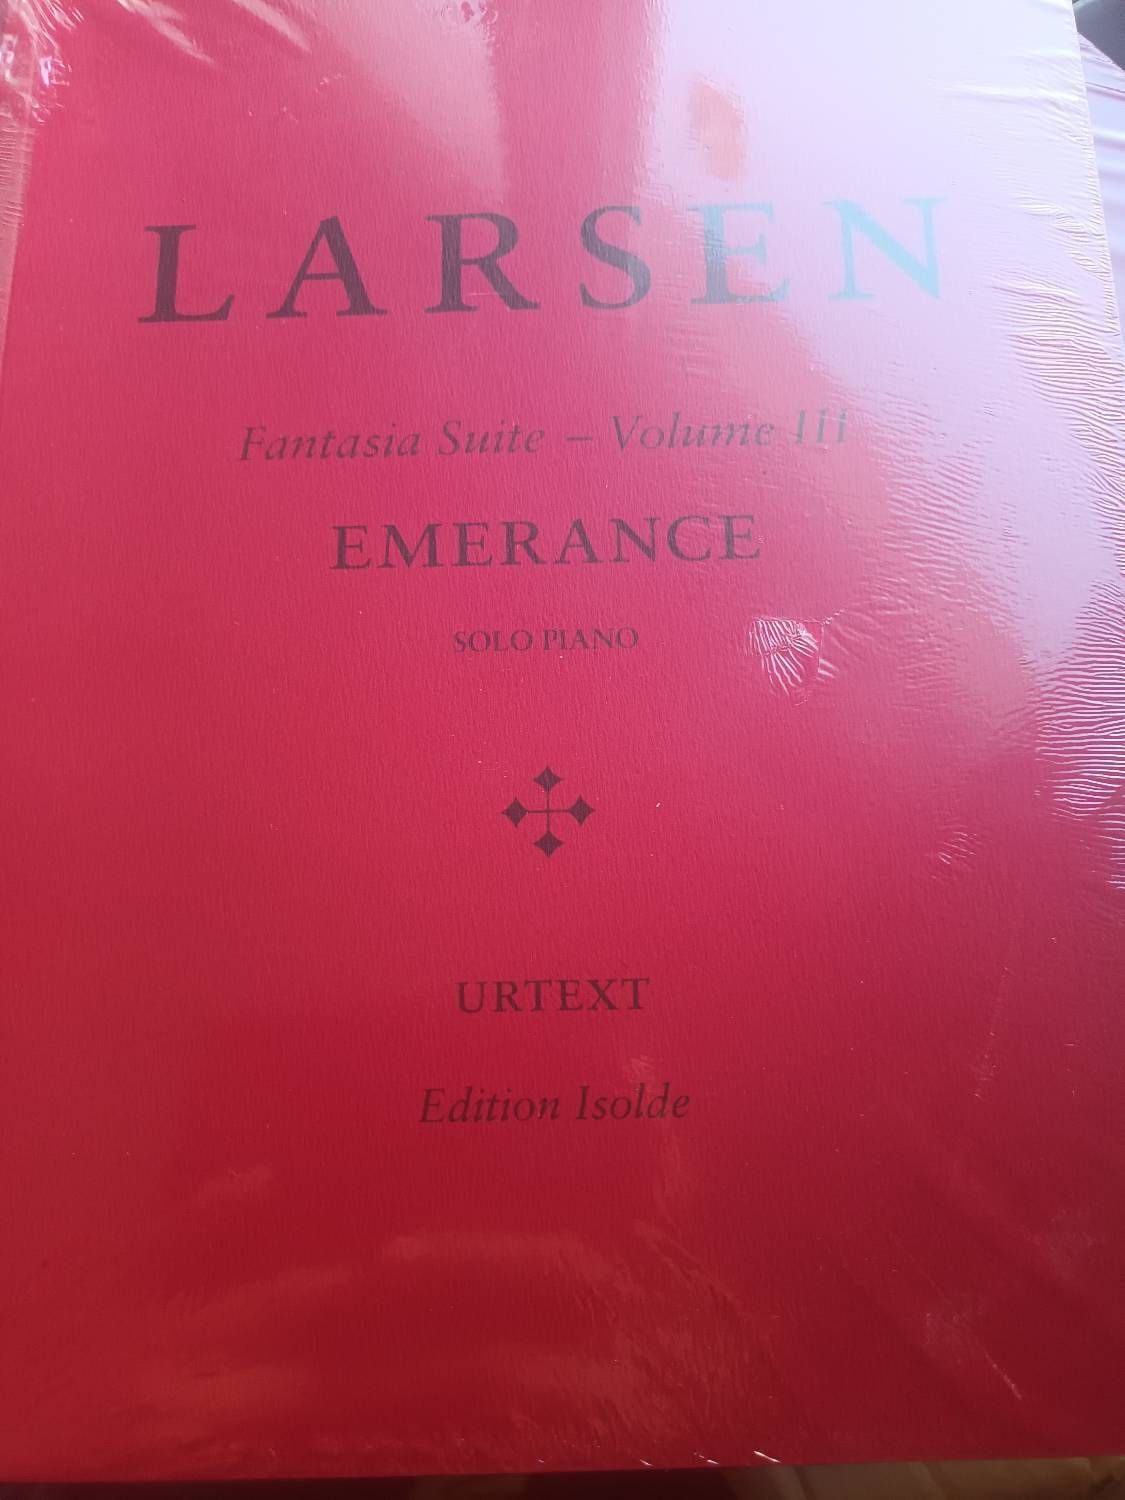 LARSEN
Fantasia Suite – Volume III
EMERANCE
SOLO PIANO
URTEXT
Edition Isolde